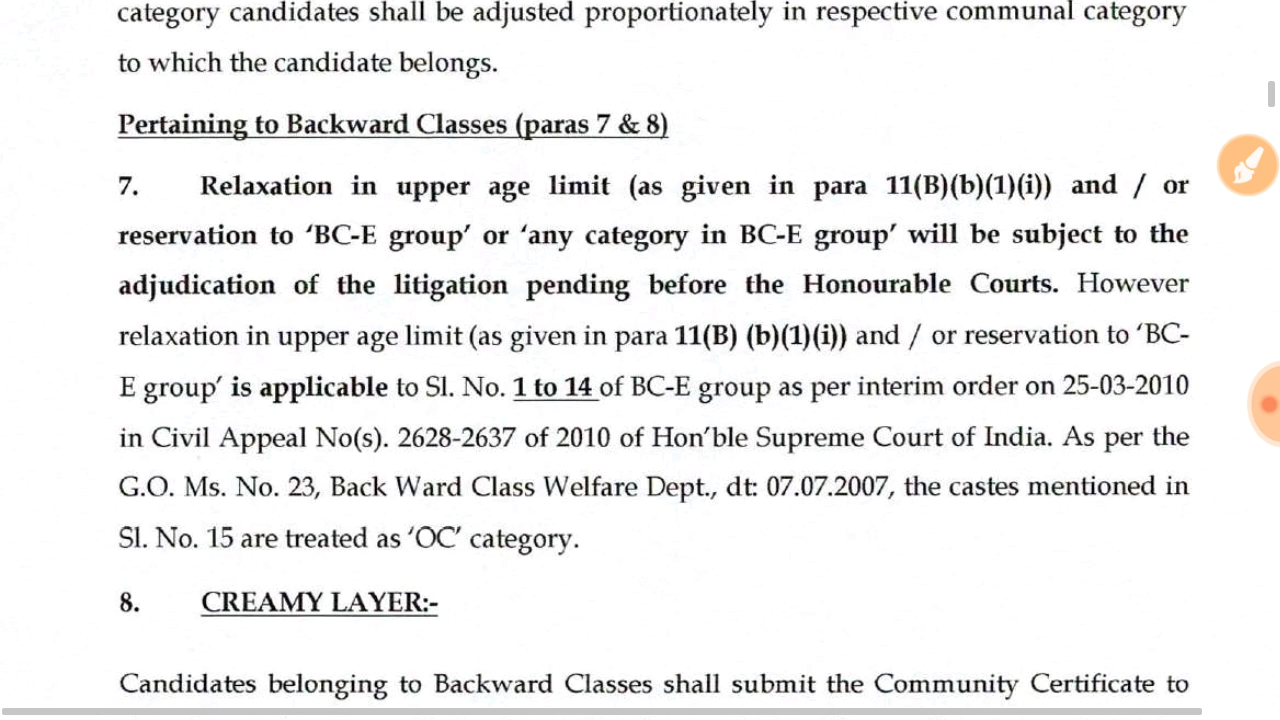 category candidates shall be adjusted proportionately in respective communal category
to which the candidate belongs.
Pertaining to Backward Classes (paras 7 & 8)
7. Relaxation in upper age limit (as given in para 11(B)(b)(1)(i)) and / or
reservation to ‘BC-E group’ or ‘any category in BC-E group’ will be subject to the
adjudication of the litigation pending before the Honourable Courts. However
relaxation in upper age limit (as given in para 11(B) (b)(1)(i)) and / or reservation to ‘BC-
E group’ is applicable to Sl. No. 1 to 14 of BC-E group as per interim order on 25-03-2010
in Civil Appeal No(s). 2628-2637 of 2010 of Hon’ble Supreme Court of India. As per the
G.O. Ms. No. 23, Back Ward Class Welfare Dept., dt: 07.07.2007, the castes mentioned in
Sl. No. 15 are treated as ‘OC’ category.
8. CREAMY LAYER:-
Candidates belonging to Backward Classes shall submit the Community Certificate to